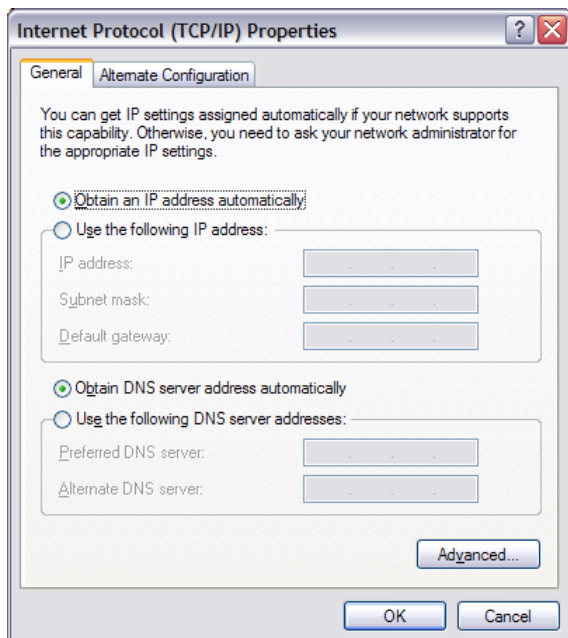 Internet Protocol (TCP/IP) Properties
General
Alternate Configuration
You can get IP settings assigned automatically if your network supports
this capability. Otherwise, you need to ask your network administrator for
the appropriate IP settings.
Obtain an IP address automatically
Use the following IP address:
IP address:
Subnet mask:
Default gateway:
Obtain DNS server address automatically
Use the following DNS server addresses:
Preferred DNS server:
Alternate DNS server:
Advanced...
OK
Cancel